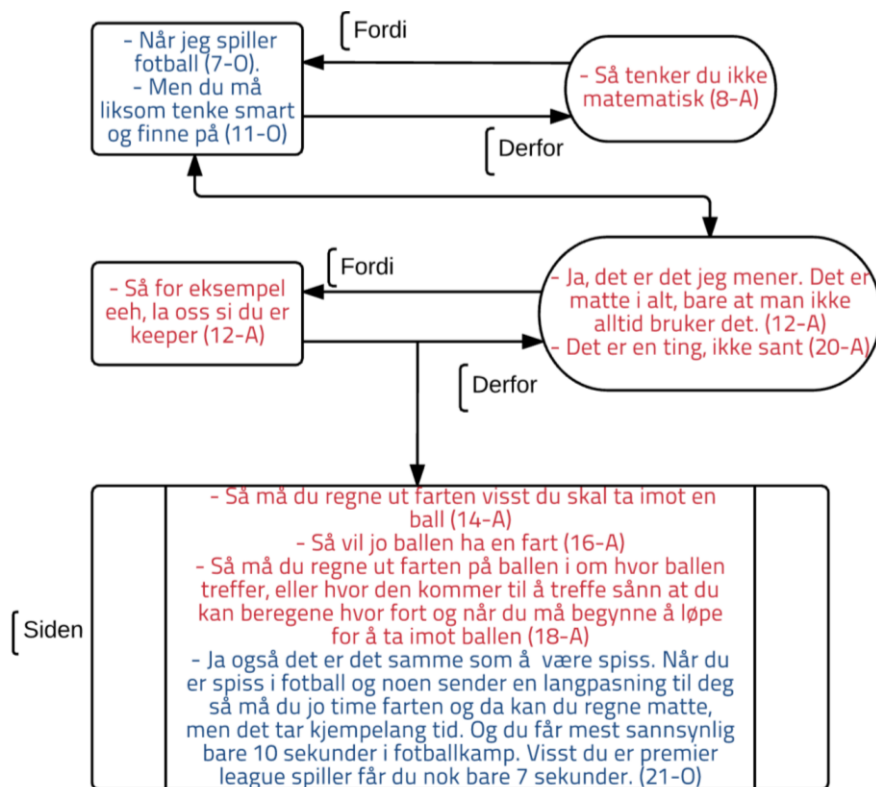 [ Fordi
- Når jeg spiller
fotball (7-O).
- Men du må
liksom tenke smart
og finne på (11-O)
- Så tenker du ikke
matematisk (8-A)
[ Derfor
[ Fordi
- Så for eksempel
eeh, la oss si du er
keeper (12-A)
- Ja, det er det jeg mener. Det er
matte i alt, bare at man ikke
alltid bruker det. (12-A)
- Det er en ting, ikke sant (20-A)
[ Derfor
[ Siden
- Så må du regne ut farten visst du skal ta imot en
ball (14-A)
- Så vil jo ballen ha en fart (16-A)
- Så må du regne ut farten på ballen i om hvor ballen
treffer, eller hvor den kommer til å treffe sånn at du
kan beregene hvor fort og når du må begynne å løpe
for å ta imot ballen (18-A)
- Ja også det er det samme som å være spiss. Når du
er spiss i fotball og noen sender en langpasning til deg
så må du jo time farten og da kan du regne matte,
men det tar kjempelang tid. Og du får mest sannsynlig
bare 10 sekunder i fotballkamp. Visst du er premier
league spiller får du nok bare 7 sekunder. (21-O)